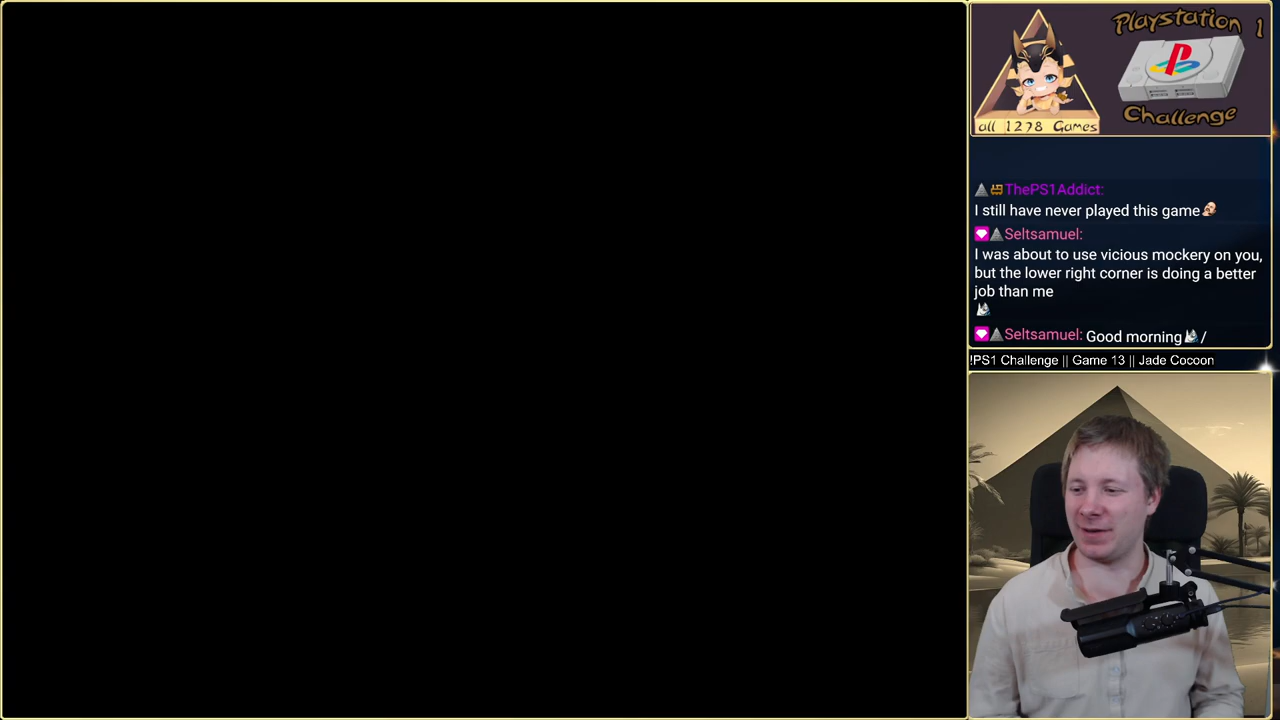 Playstation 1
all 1278 Games
Challenge
ThePS1Addict:
I still have never played this game
Seltsamuel:
I was about to use vicious mockery on you,
but the lower right corner is doing a better
job than me
Seltsamuel: Good morning /
!PS1 Challenge || Game 13 || Jade Cocoon